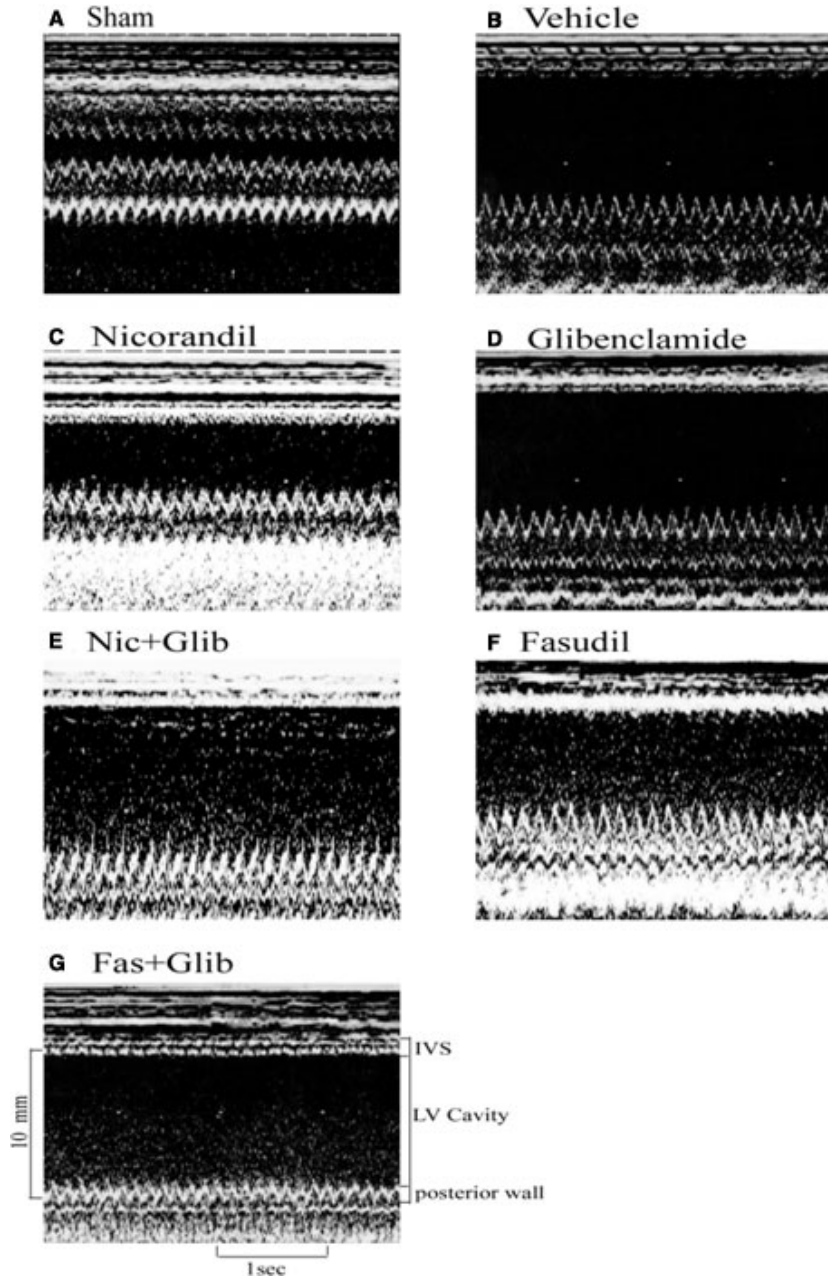 A Sham
B Vehicle
C Nicorandil
D Glibenclamide
E Nic+Glib
F Fasudil
G Fas+Glib
IVS
LV Cavity
10 mm
posterior wall
1sec